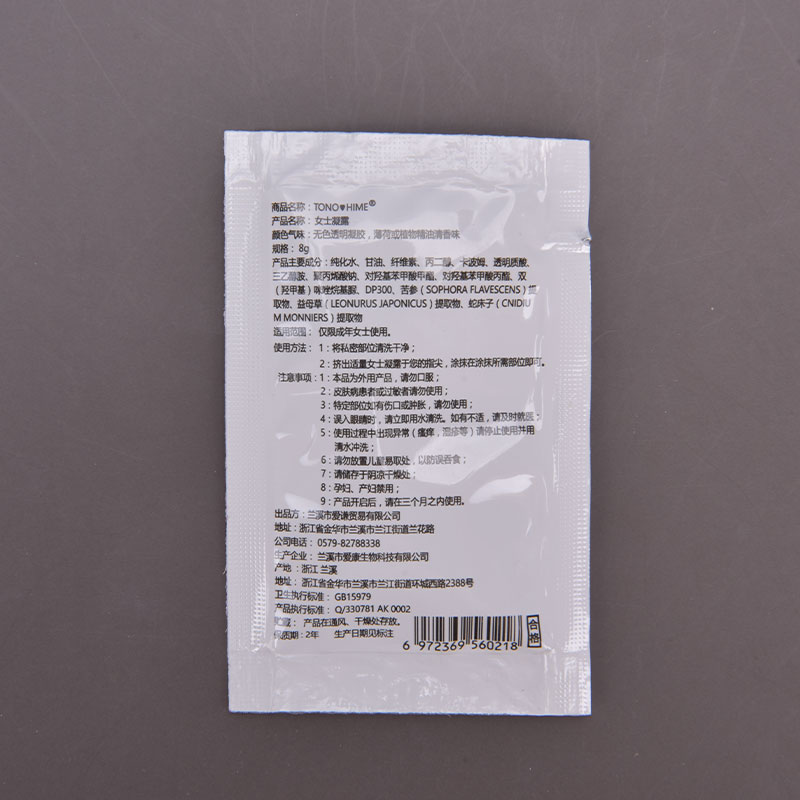 商品名称：TONO♥HIME®
产品名称：女士凝露
颜色气味：无色透明凝胶，薄荷或植物精油清香味
规格：8g
产品主要成分：纯化水、甘油、纤维素、丙二醇、卡波姆、透明质酸、
三乙醇胺、聚丙烯酸钠、对羟基苯甲酸甲酯、对羟基苯甲酸丙酯、双
（羟甲基）咪唑烷基脲、DP300、苦参（SOPHORA FLAVESCENS）提
取物、益母草（LEONURUS JAPONICUS）提取物、蛇床子（CNIDIU
M MONNIERS）提取物
适用范围：仅限成年女士使用。
使用方法：1：将私密部位清洗干净；
2：挤出适量女士凝露于您的指尖，涂抹在涂抹所需部位即可。
注意事项：1：本品为外用产品，请勿口服；
2：皮肤病患者或过敏者请勿使用；
3：特定部位如有伤口或肿胀，请勿使用；
4：误入眼睛时，请立即用水清洗。如有不适，请及时就医；
5：使用过程中出现异常（瘙痒，湿疹等）请停止使用并用
清水冲洗；
6：请勿放置儿童易取处，以防误吞食；
7：请储存于阴凉干燥处；
8：孕妇、产妇禁用；
9：产品开启后，请在三个月之内使用。
出品方：兰溪市爱谦贸易有限公司
地址：浙江省金华市兰溪市兰江街道兰花路
公司电话：0579-82788338
生产企业：兰溪市爱康生物科技有限公司
产地：浙江 兰溪
地址：浙江省金华市兰溪市兰江街道环城西路2388号
卫生执行标准：GB15979
产品执行标准：Q/330781 AK 0002
贮藏：产品在通风、干燥处存放。
保质期：2年 生产日期见标注
6 972369 560218
合格